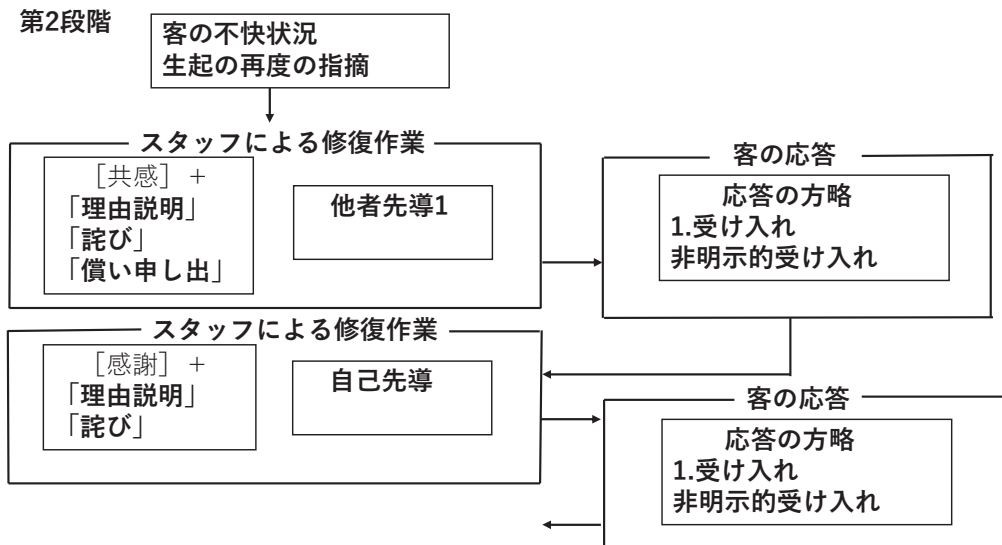 第2段階
客の不快状況
生起の再度の指摘
スタッフによる修復作業
［共感］+
「理由説明」
「詫び」
「償い申し出」
他者先導1
客の応答
応答の方略
1.受け入れ
非明示的受け入れ
スタッフによる修復作業
［感謝］+
「理由説明」
「詫び」
自己先導
客の応答
応答の方略
1.受け入れ
非明示的受け入れ